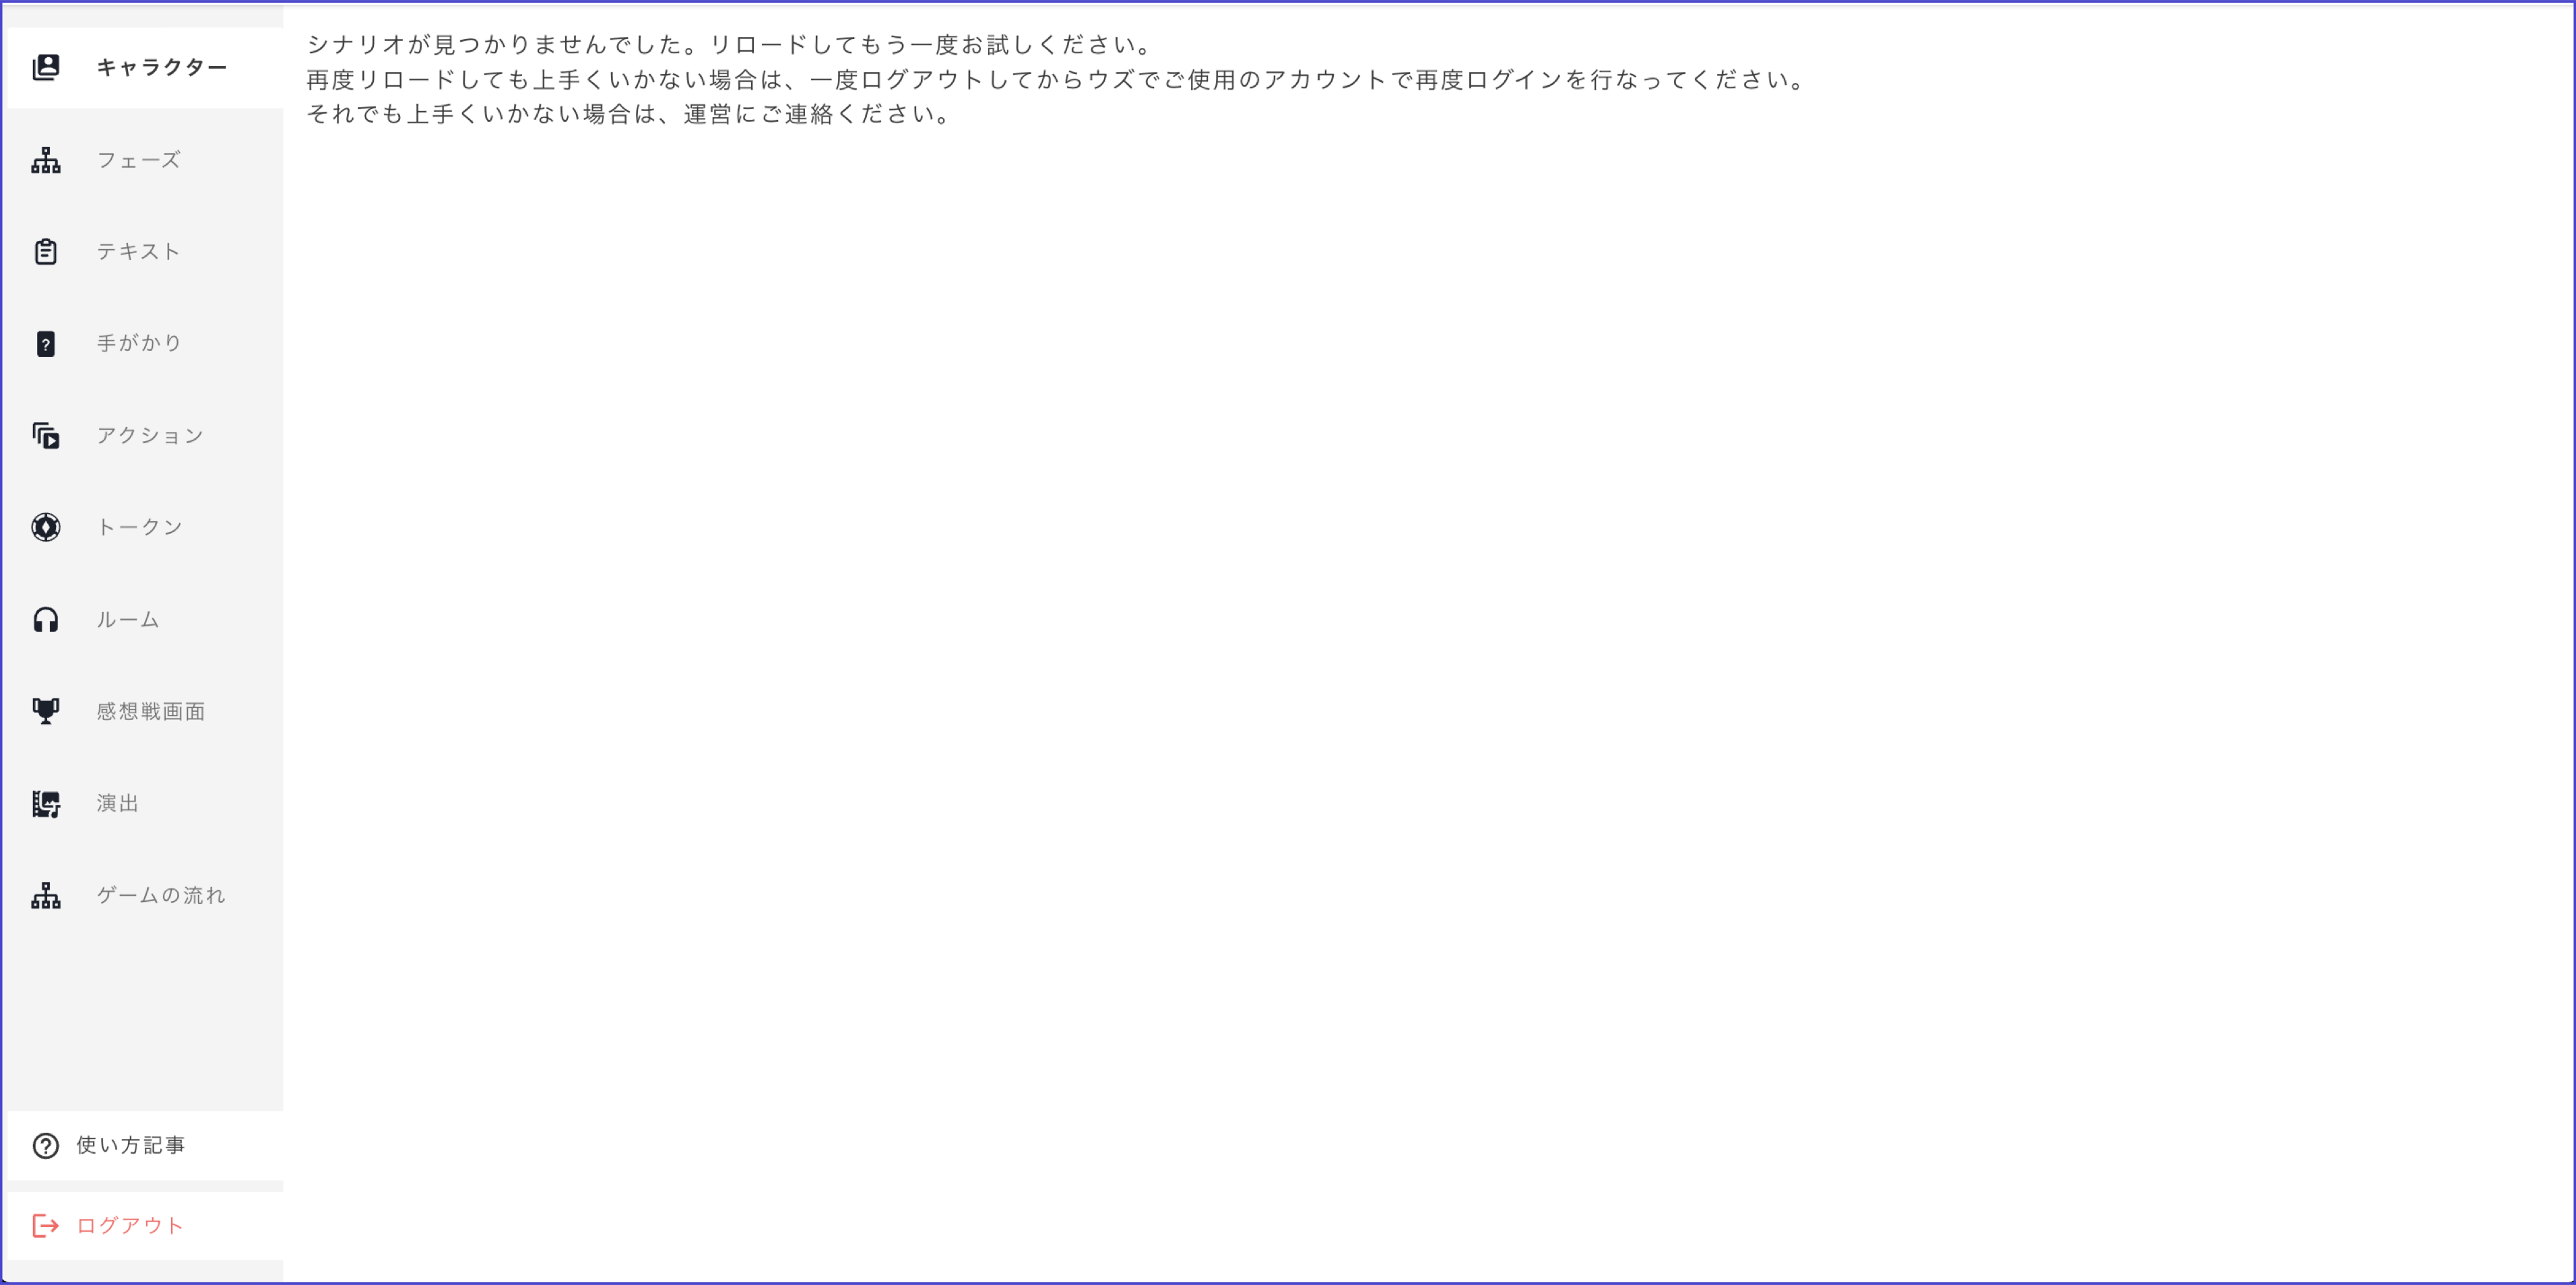 キャラクター
フェーズ
テキスト
手がかり
アクション
トークン
ルーム
感想戦画面
演出
ゲームの流れ
使い方記事
ログアウト
シナリオが見つかりませんでした。リロードしてもう一度お試しください。
再度リロードしても上手くいかない場合は、一度ログアウトしてからウズでご使用のアカウントで再度ログインを行なってください。
それでも上手くいかない場合は、運営にご連絡ください。